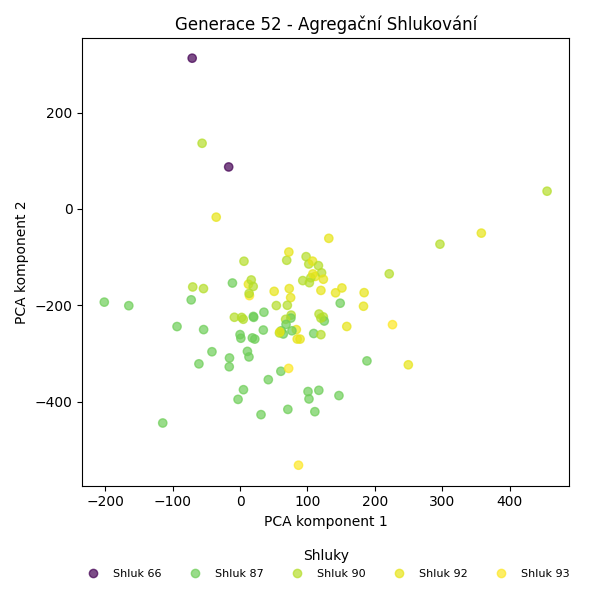 Generace 52 - Agregační Shlukování
200
0
−200
−400
PCA komponent 2
−200 −100 0 100 200 300 400
PCA komponent 1
Shluky
Shluk 66 Shluk 87 Shluk 90 Shluk 92 Shluk 93